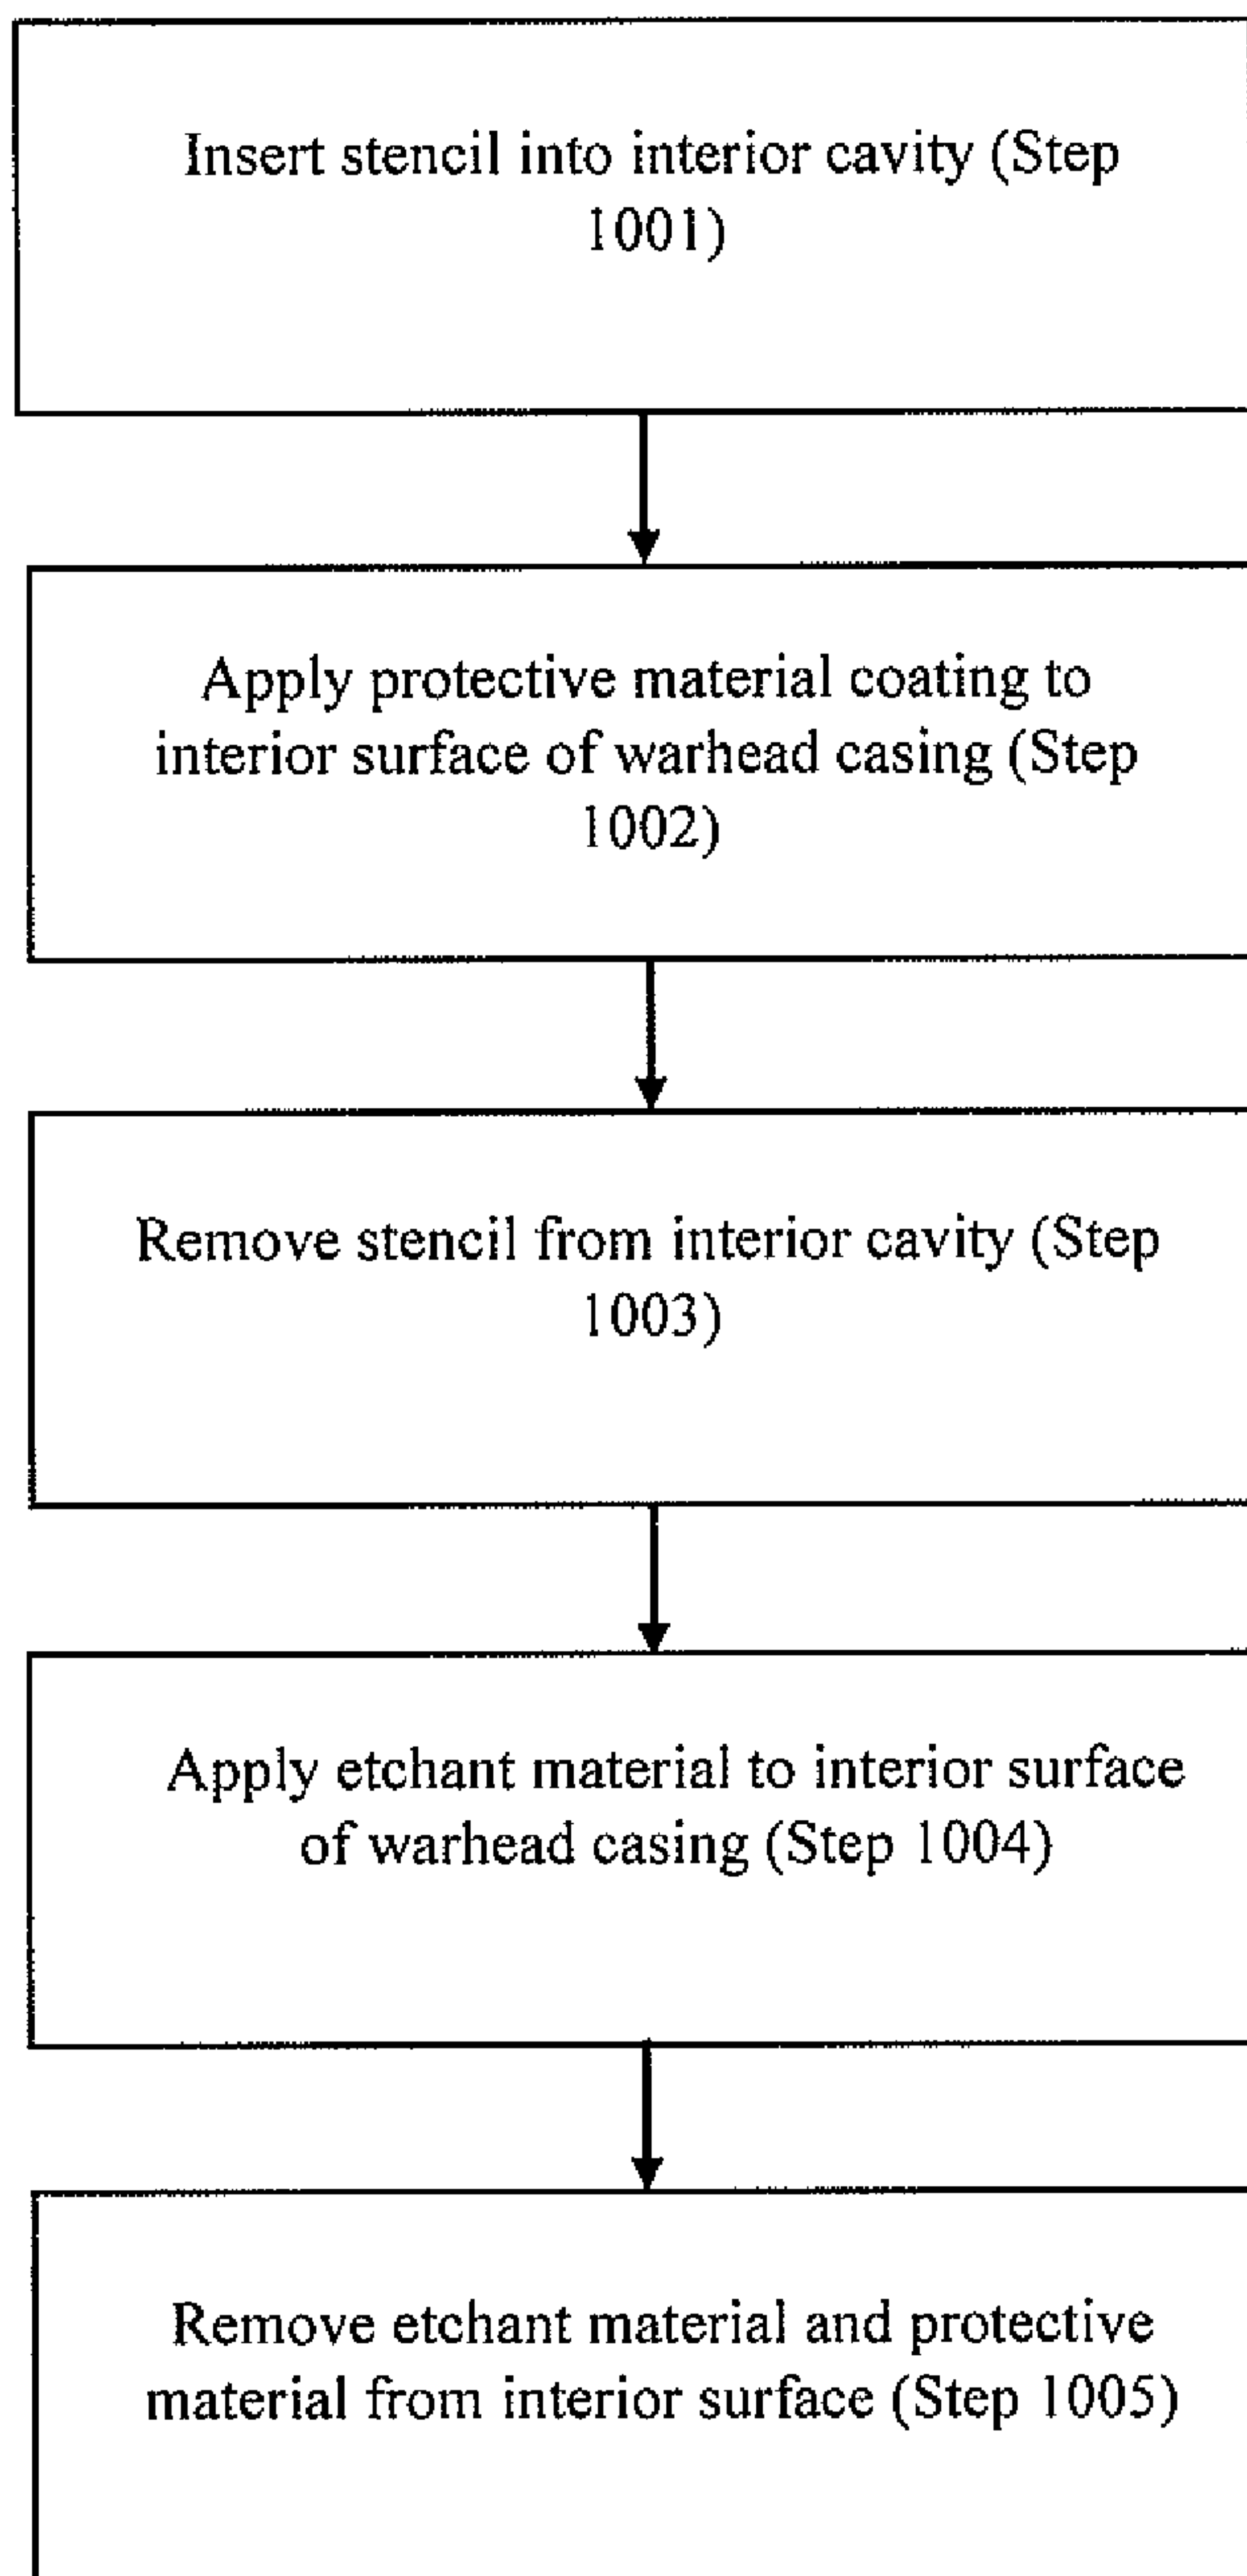 Insert stencil into interior cavity (Step
1001)
Apply protective material coating to
interior surface of warhead casing (Step
1002)
Remove stencil from interior cavity (Step
1003)
Apply etchant material to interior surface
of warhead casing (Step 1004)
Remove etchant material and protective
material from interior surface (Step 1005)